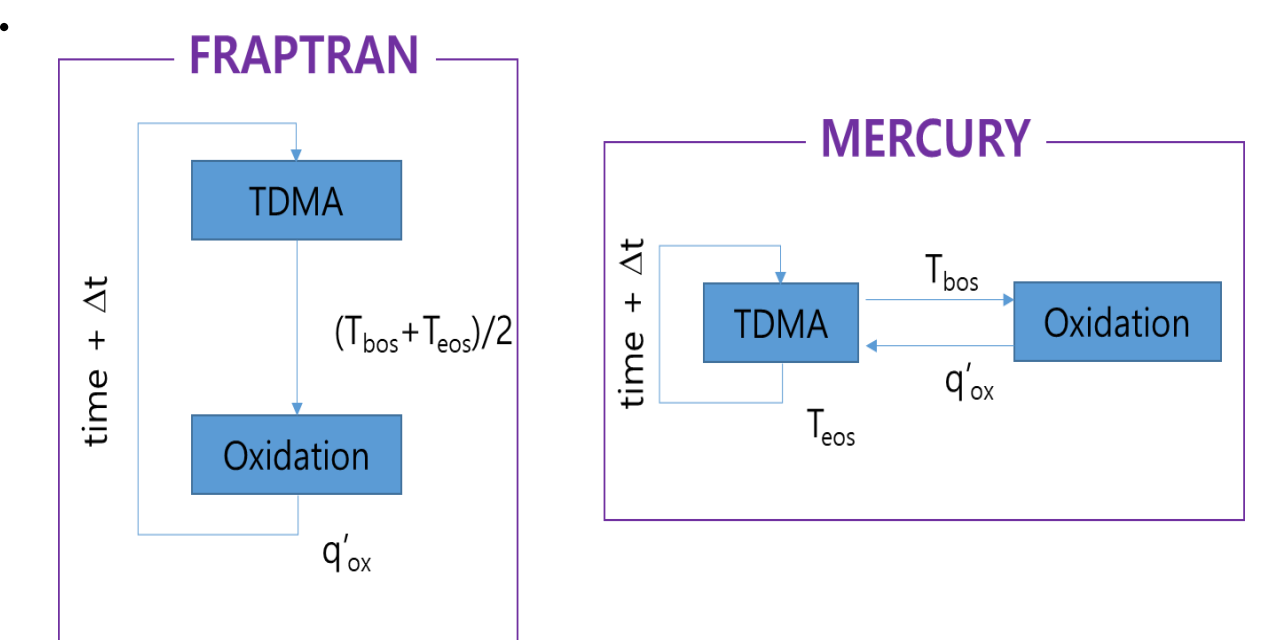 FRAPTRAN
TDMA
time + Δt
(Tbos+Teos)/2
Oxidation
q′ox
MERCURY
time + Δt
TDMA
Tbos
Oxidation
q′ox
Teos